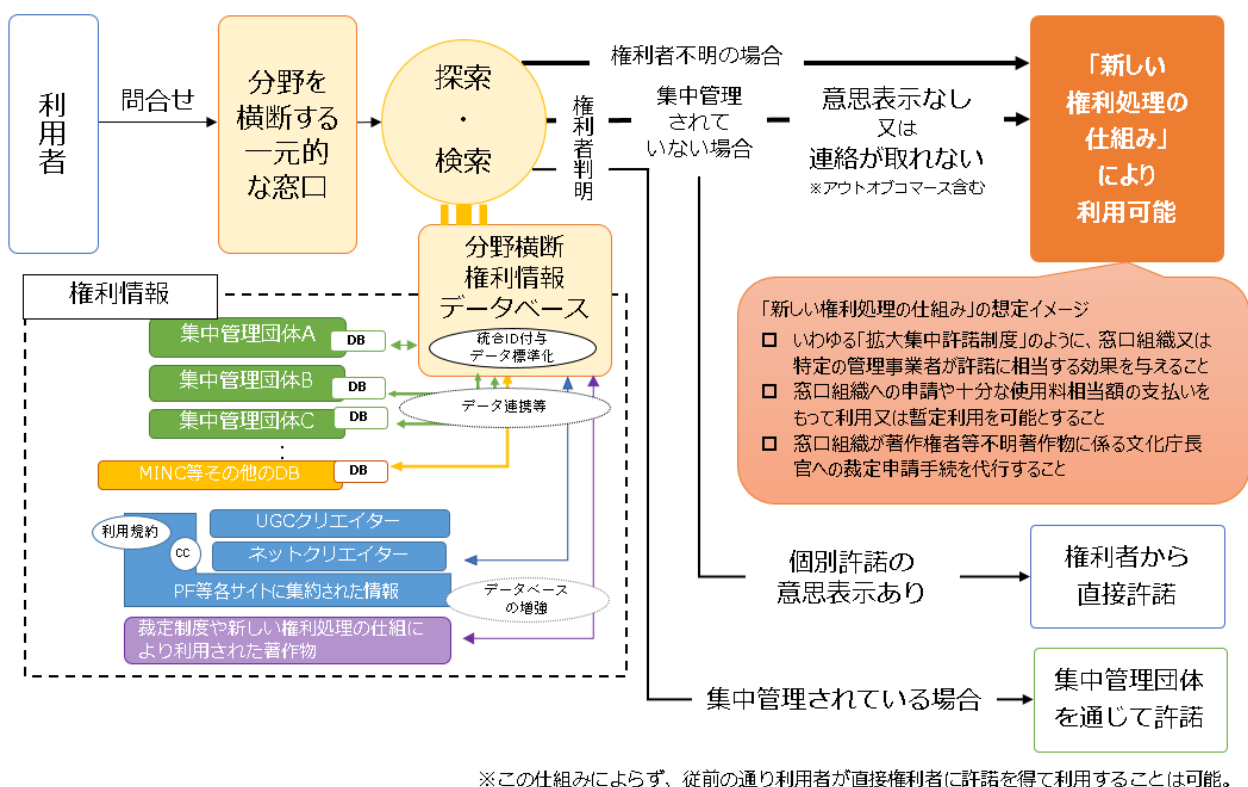 利用者
問合せ
分野を
横断する
一元的
な窓口
探索
・
検索
権利者不明の場合
権利者判明
集中管理
されて
いない場合
意思表示なし
又は
連絡が取れない
※アウトオブコマース含む
「新しい
権利処理の
仕組み」
により
利用可能
分野横断
権利情報
データベース
統合ID付与
データ標準化
権利情報
集中管理団体A
DB
集中管理団体B
DB
集中管理団体C
DB
データ連携等
:
MINC等その他のDB
DB
利用規約
CC
UGCクリエイター
ネットクリエイター
PF等各サイトに集約された情報
データベース
の増強
裁定制度や新しい権利処理の仕組に
より利用された著作物
「新しい権利処理の仕組み」の想定イメージ
□ いわゆる「拡大集中許諾制度」のように、窓口組織又は
特定の管理事業者が許諾に相当する効果を与えること
□ 窓口組織への申請や十分な使用料相当額の支払いを
もって利用又は暫定利用を可能とすること
□ 窓口組織が著作権者等不明著作物に係る文化庁長
官への裁定申請手続を代行すること
個別許諾の
意思表示あり
権利者から
直接許諾
集中管理されている場合
集中管理団体
を通じて許諾
※この仕組みによらず、従前の通り利用者が直接権利者に許諾を得て利用することは可能。